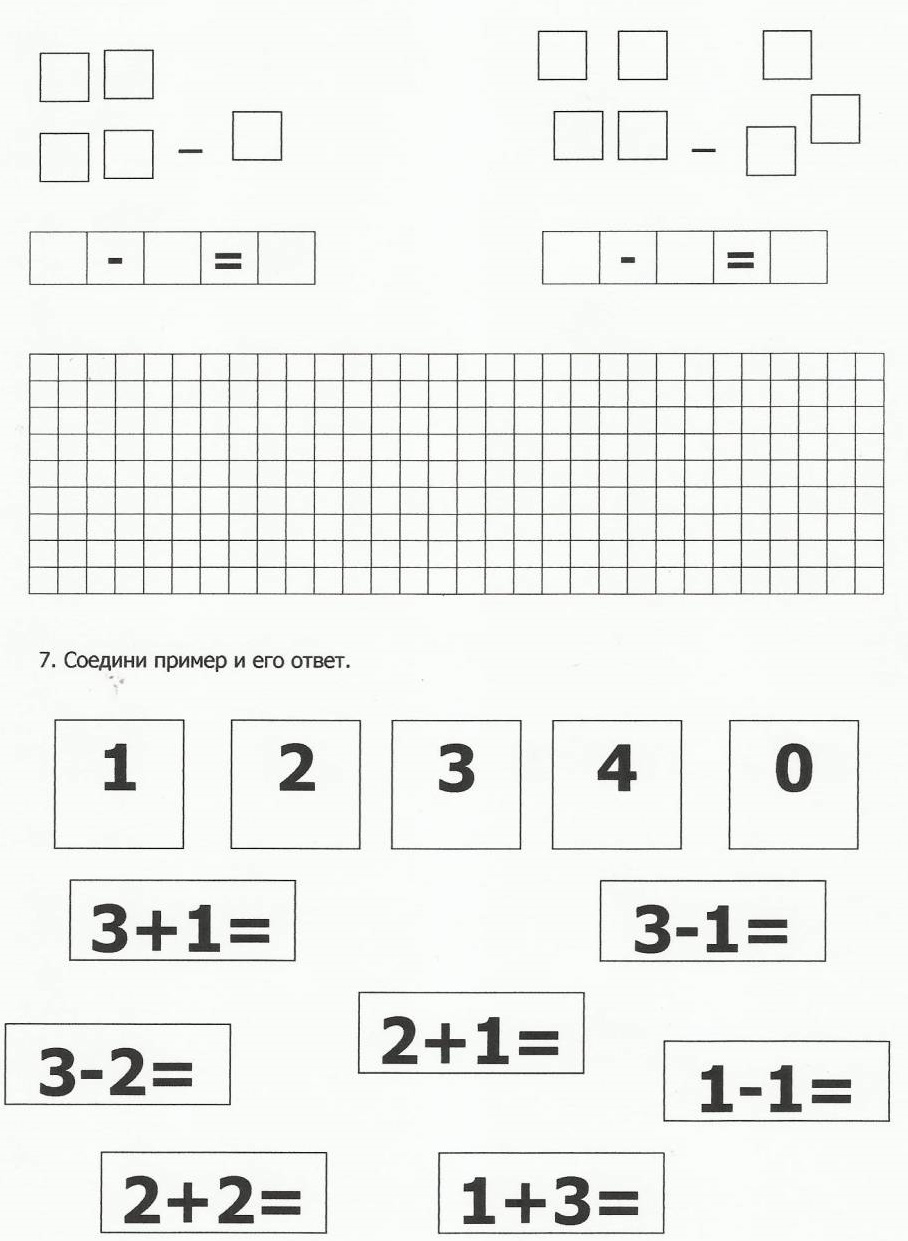 – –
- = - =
7. Соедини пример и его ответ.
1 2 3 4 0
3+1= 3-1=
2+1=
3-2= 1-1=
2+2= 1+3=